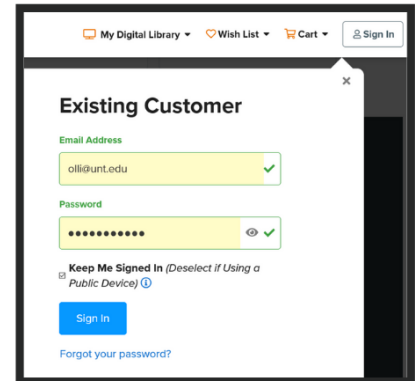 My Digital Library Wish List Cart Sign In
×
Existing Customer
Email Address
olli@unt.edu
Password
•••••••••••
Keep Me Signed In (Deselect if Using a
Public Device)
Sign In
Forgot your password?